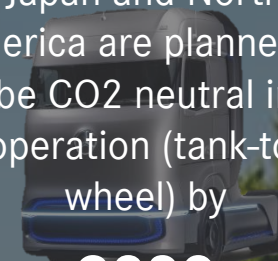 Japan and North
erica are planne
be CO2 neutral i
operation (tank-to
wheel) by